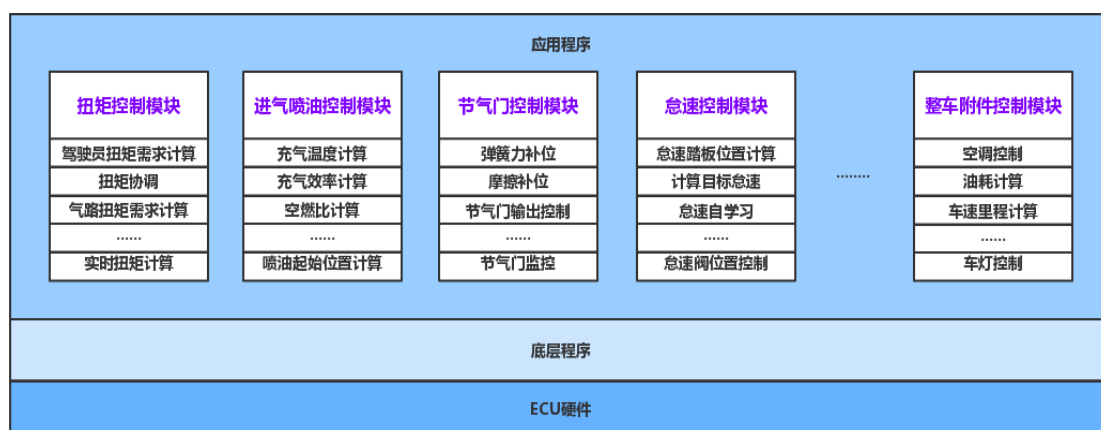 应用程序
扭矩控制模块
驾驶员扭矩需求计算
扭矩协调
气路扭矩需求计算
......
实时扭矩计算
进气喷油控制模块
充气温度计算
充气效率计算
空燃比计算
......
喷油起始位置计算
节气门控制模块
弹簧力补位
摩擦补位
节气门输出控制
......
节气门监控
怠速控制模块
怠速踏板位置计算
计算目标怠速
怠速自学习
......
怠速阀位置控制
........
整车附件控制模块
空调控制
油耗计算
车速里程计算
......
车灯控制
底层程序
ECU硬件